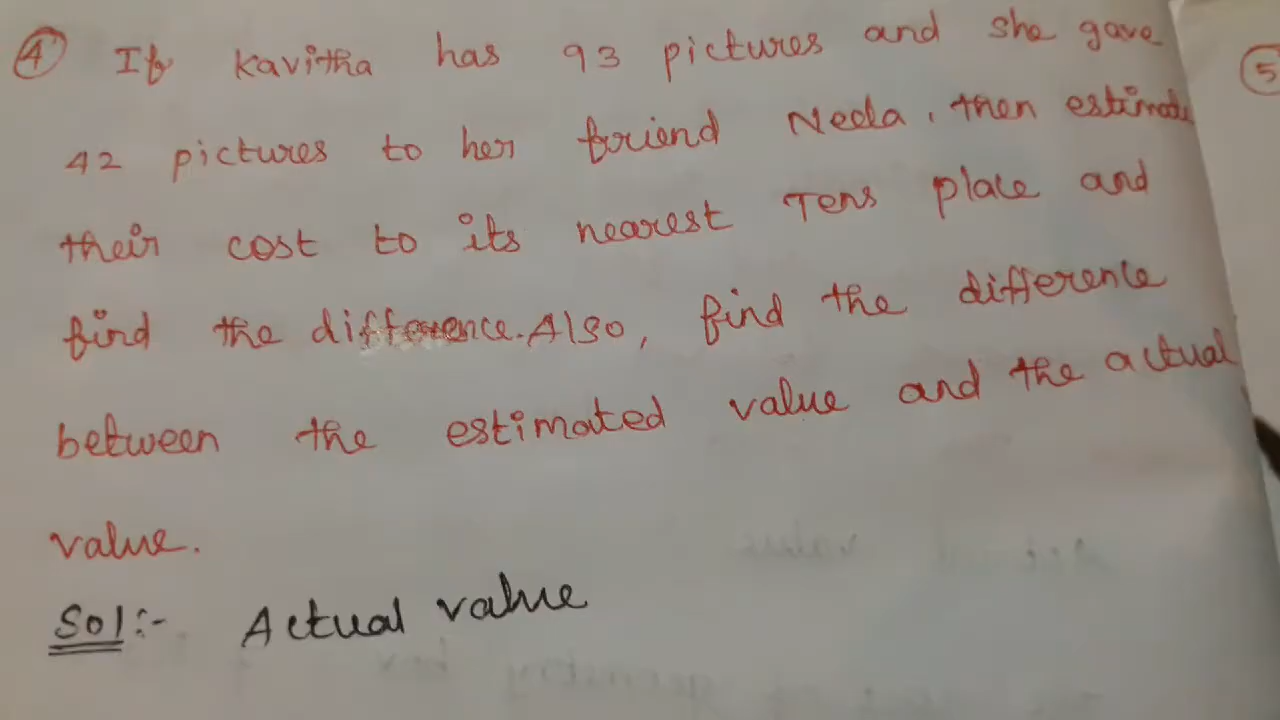 4 If Kavitha has 93 pictures and she gave
42 pictures to her friend Neela, then estimate
their cost to its nearest Tens place and
find the difference. Also, find the difference
between the estimated value and the actual
value.
Sol:- Actual value
5